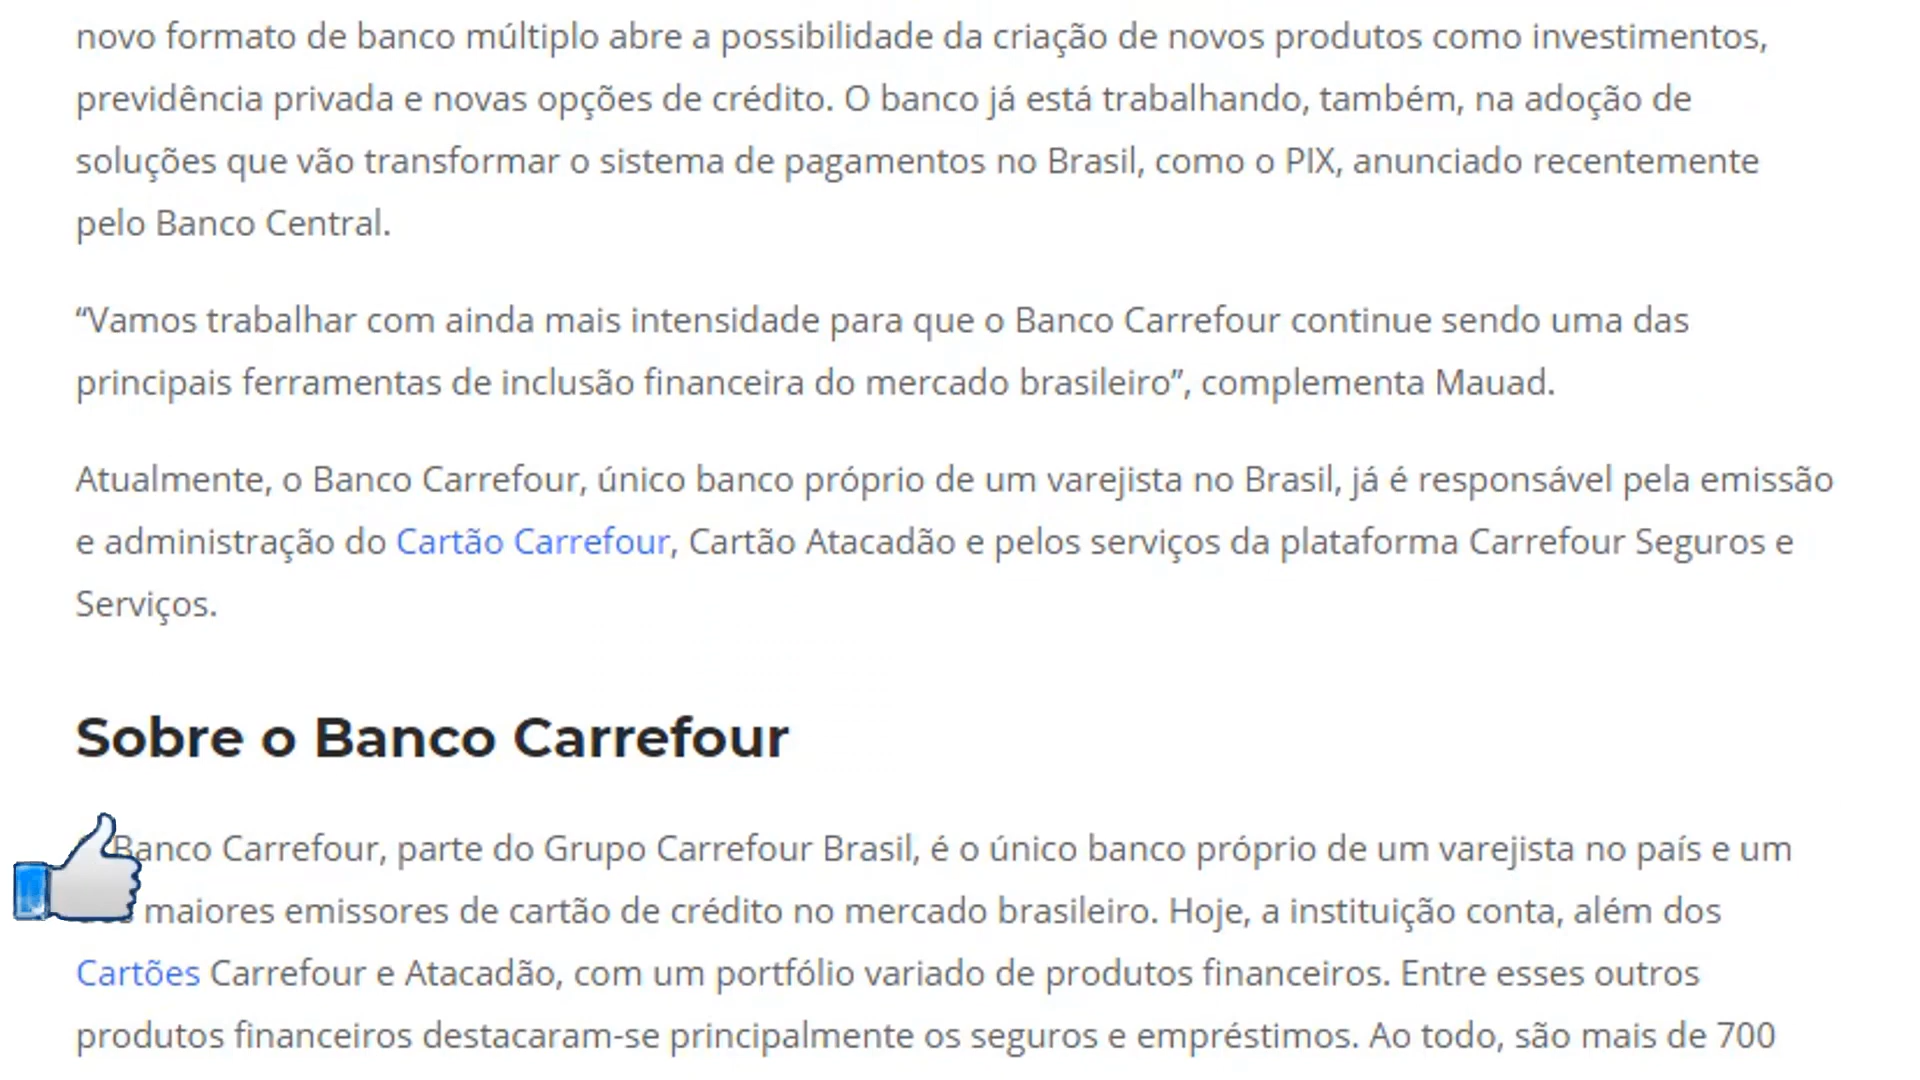 novo formato de banco múltiplo abre a possibilidade da criação de novos produtos como investimentos,
previdência privada e novas opções de crédito. O banco já está trabalhando, também, na adoção de
soluções que vão transformar o sistema de pagamentos no Brasil, como o PIX, anunciado recentemente
pelo Banco Central.
“Vamos trabalhar com ainda mais intensidade para que o Banco Carrefour continue sendo uma das
principais ferramentas de inclusão financeira do mercado brasileiro”, complementa Mauad.
Atualmente, o Banco Carrefour, único banco próprio de um varejista no Brasil, já é responsável pela emissão
e administração do Cartão Carrefour, Cartão Atacadão e pelos serviços da plataforma Carrefour Seguros e
Serviços.
Sobre o Banco Carrefour
Banco Carrefour, parte do Grupo Carrefour Brasil, é o único banco próprio de um varejista no país e um
maiores emissores de cartão de crédito no mercado brasileiro. Hoje, a instituição conta, além dos
Cartões Carrefour e Atacadão, com um portfólio variado de produtos financeiros. Entre esses outros
produtos financeiros destacaram-se principalmente os seguros e empréstimos. Ao todo, são mais de 700